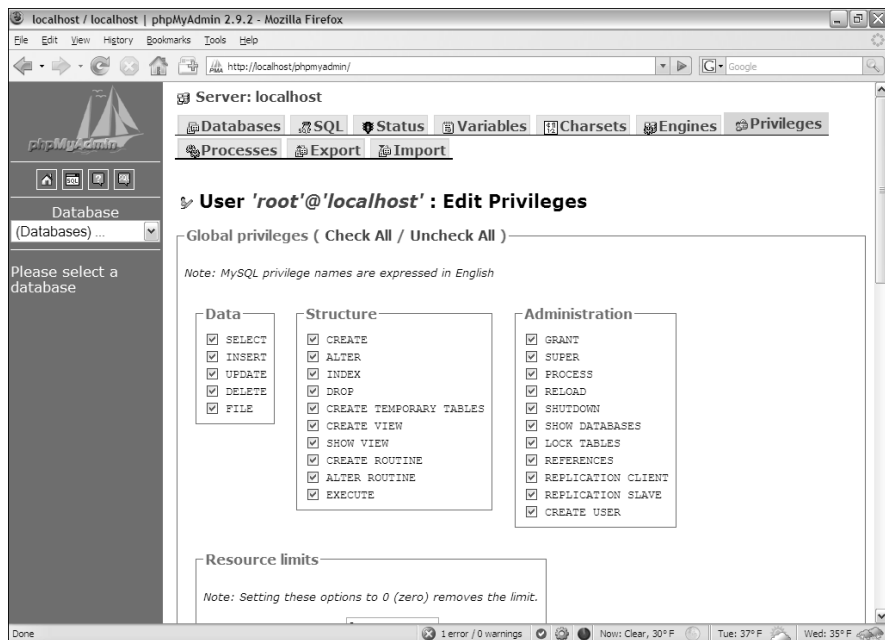 localhost / localhost | phpMyAdmin 2.9.2 - Mozilla Firefox
File Edit View History Bookmarks Tools Help
http://localhost/phpmyadmin/
G Google
phpMyAdmin
SQL
Database
(Databases) ...
Please select a
database
Server: localhost
Databases SQL Status Variables Charsets Engines Privileges
Processes Export Import
User 'root'@'localhost' : Edit Privileges
Global privileges ( Check All / Uncheck All )
Note: MySQL privilege names are expressed in English
Data
SELECT
INSERT
UPDATE
DELETE
FILE
Structure
CREATE
ALTER
INDEX
DROP
CREATE TEMPORARY TABLES
CREATE VIEW
SHOW VIEW
CREATE ROUTINE
ALTER ROUTINE
EXECUTE
Administration
GRANT
SUPER
PROCESS
RELOAD
SHUTDOWN
SHOW DATABASES
LOCK TABLES
REFERENCES
REPLICATION CLIENT
REPLICATION SLAVE
CREATE USER
Resource limits
Note: Setting these options to 0 (zero) removes the limit.
Done 1 error / 0 warnings Now: Clear, 30° F Tue: 37° F Wed: 35° F